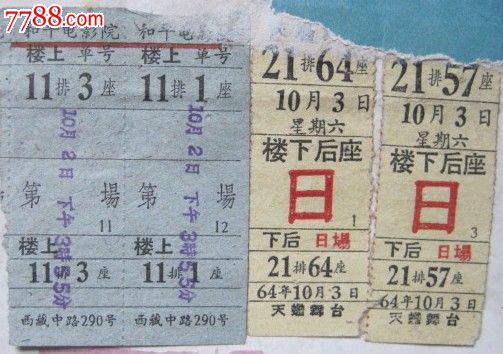 7788.com
和平电影院
楼上 单号
11排3座
10月2日 下午3時55分
第 場
11
楼上
11排3座
西藏中路290号
和平电影院
楼上 单号
11排1座
10月2日 下午3時55分
第 場
12
楼上
11排1座
西藏中路290号
21排64座
10月3日
星期六
楼下后座
日
1
下后 日場
21排64座
64年10月3日
天蟾舞台
21排57座
10月3日
星期六
楼下后座
日
3
下后 日場
21排57座
64年10月3日
天蟾舞台